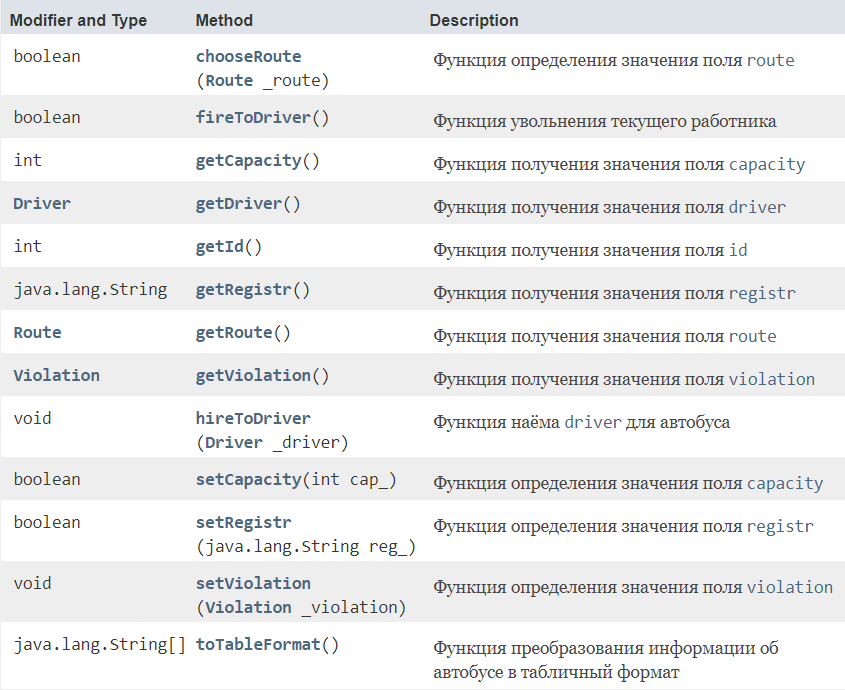 Modifier and Type Method Description
boolean chooseRoute Функция определения значения поля route
(Route _route)
boolean fireToDriver() Функция увольнения текущего работника
int getCapacity() Функция получения значения поля capacity
Driver getDriver() Функция получения значения поля driver
int getId() Функция получения значения поля id
java.lang.String getRegistr() Функция получения значения поля registr
Route getRoute() Функция получения значения поля route
Violation getViolation() Функция получения значения поля violation
void hireToDriver Функция наёма driver для автобуса
(Driver _driver)
boolean setCapacity(int cap_) Функция определения значения поля capacity
boolean setRegistr Функция определения значения поля registr
(java.lang.String reg_)
void setViolation Функция определения значения поля violation
(Violation _violation)
java.lang.String[] toTableFormat() Функция преобразования информации об
автобусе в табличный формат